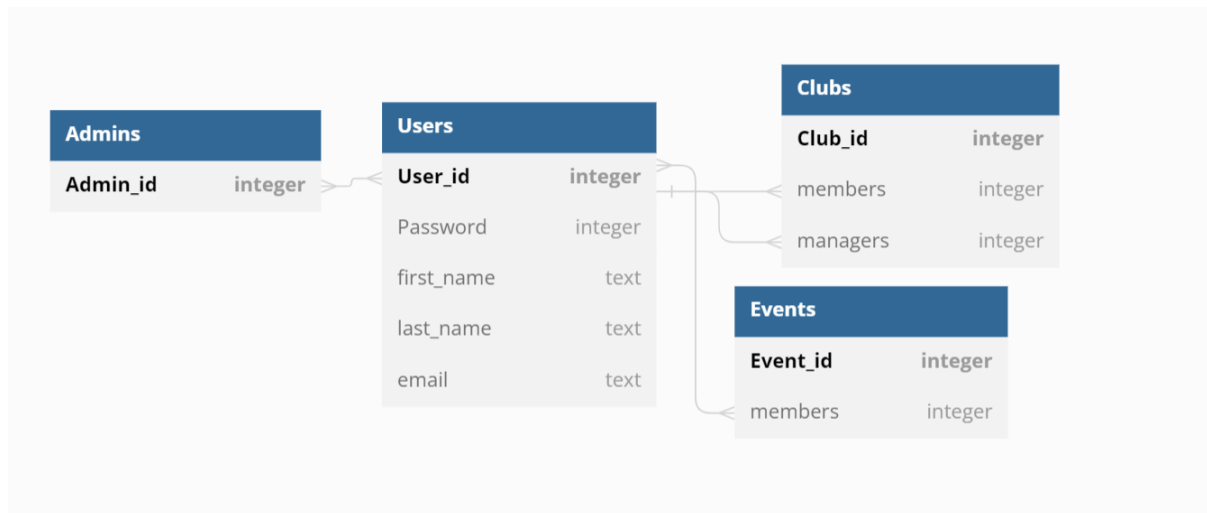 Admins
Admin_id integer
Users
User_id integer
Password integer
first_name text
last_name text
email text
Clubs
Club_id integer
members integer
managers integer
Events
Event_id integer
members integer